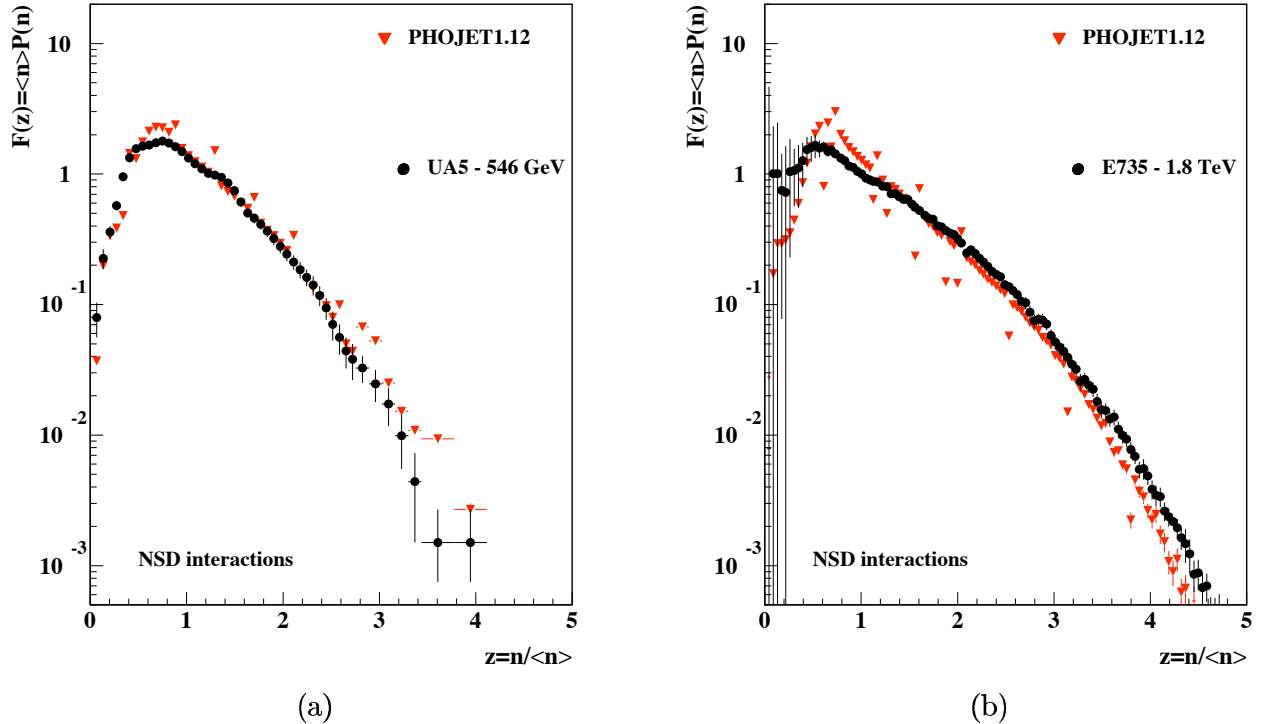 F(z)=<n>P(n)
10
1
10 -1
10 -2
10 -3
PHOJET1.12
UA5 - 546 GeV
NSD interactions
0 1 2 3 4 5
z=n/<n>
(a)
F(z)=<n>P(n)
10
1
10 -1
10 -2
10 -3
PHOJET1.12
E735 - 1.8 TeV
NSD interactions
0 1 2 3 4 5
z=n/<n>
(b)